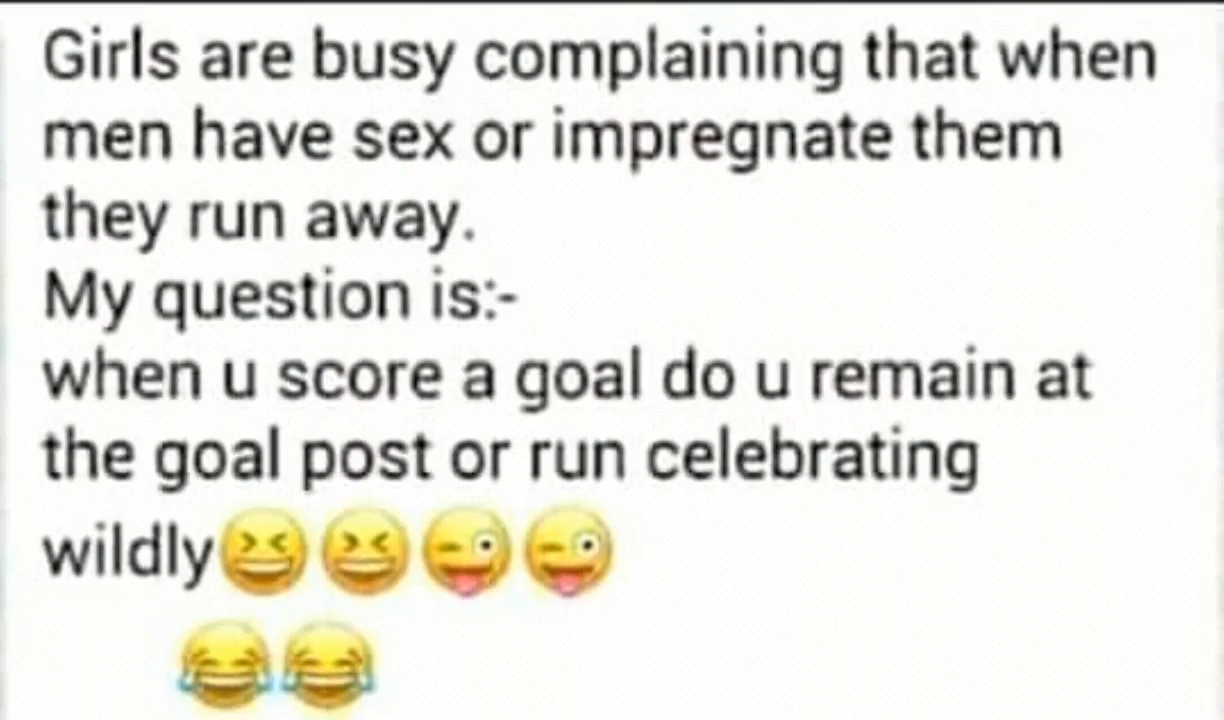 Girls are busy complaining that when
men have sex or impregnate them
they run away.
My question is:-
when u score a goal do u remain at
the goal post or run celebrating
wildly😆😆😜😜
😂😂